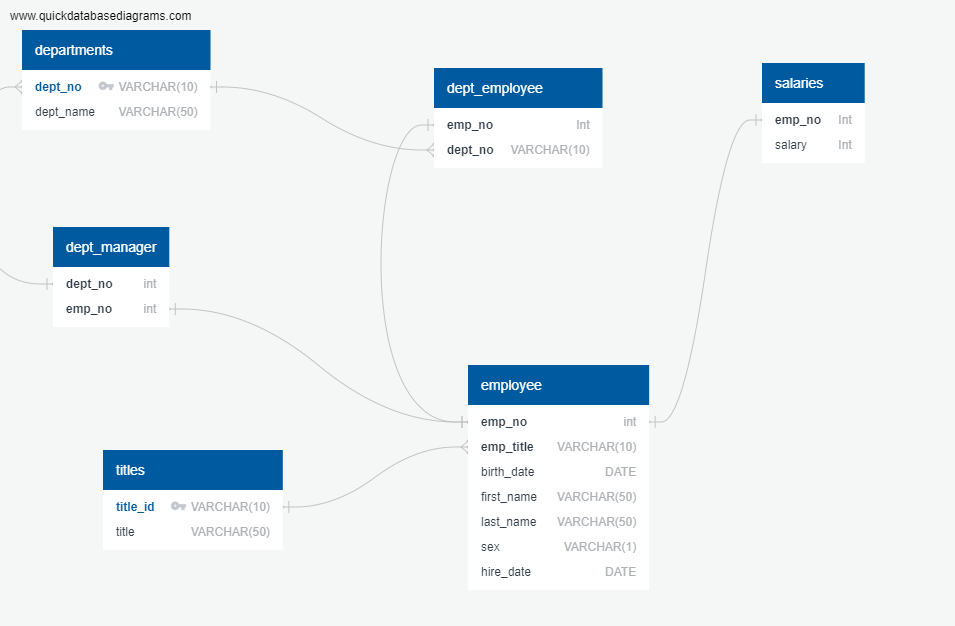 www.quickdatabasediagrams.com
departments
dept_no VARCHAR(10)
dept_name VARCHAR(50)
dept_employee
emp_no Int
dept_no VARCHAR(10)
salaries
emp_no Int
salary Int
dept_manager
dept_no int
emp_no int
employee
emp_no int
emp_title VARCHAR(10)
birth_date DATE
first_name VARCHAR(50)
last_name VARCHAR(50)
sex VARCHAR(1)
hire_date DATE
titles
title_id VARCHAR(10)
title VARCHAR(50)